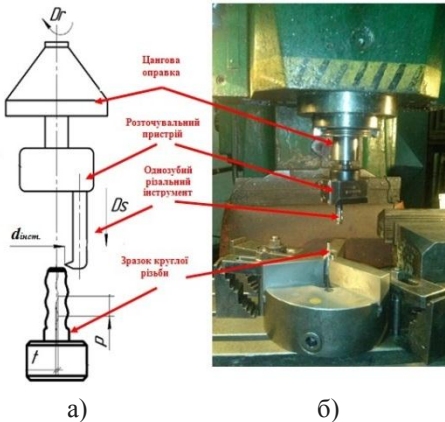 Dr
Цангова
оправка
Розточувальний
пристрій
Однозубий
різальний
інструмент
Ds
dінст.
Зразок круглої
різьби
t
P
а)
б)